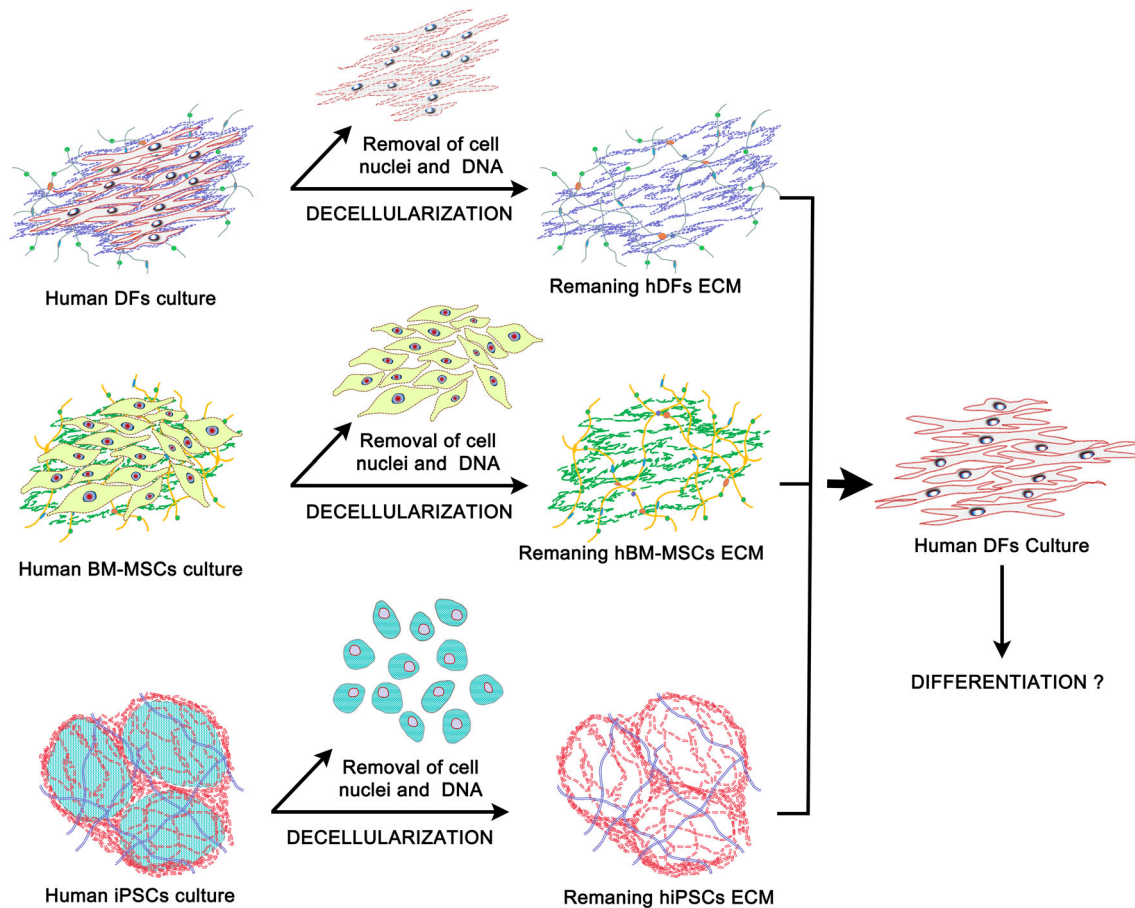 Removal of cell
nuclei and DNA
DECELLULARIZATION
Human DFs culture
Remaning hDFs ECM
Removal of cell
nuclei and DNA
DECELLULARIZATION
Human BM-MSCs culture
Remaning hBM-MSCs ECM
Human DFs Culture
DIFFERENTIATION ?
Removal of cell
nuclei and DNA
DECELLULARIZATION
Human iPSCs culture
Remaning hiPSCs ECM